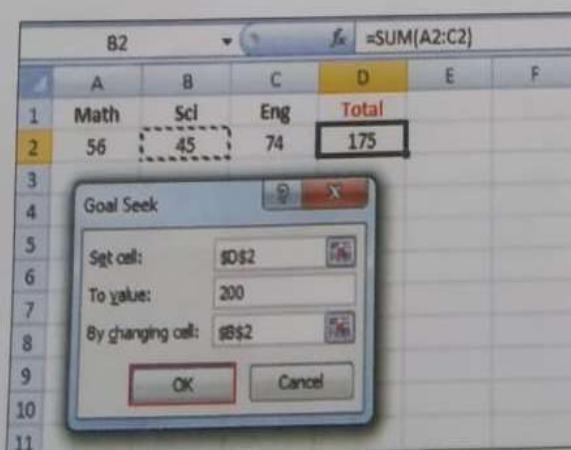 B2 fx =SUM(A2:C2)
A B C D E F
1 Math Sci Eng Total
2 56 45 74 175
3
4
5
6
7
8
9
10
11
Goal Seek ? X
Set cell: $D$2
To value: 200
By changing cell: $B$2
OK Cancel